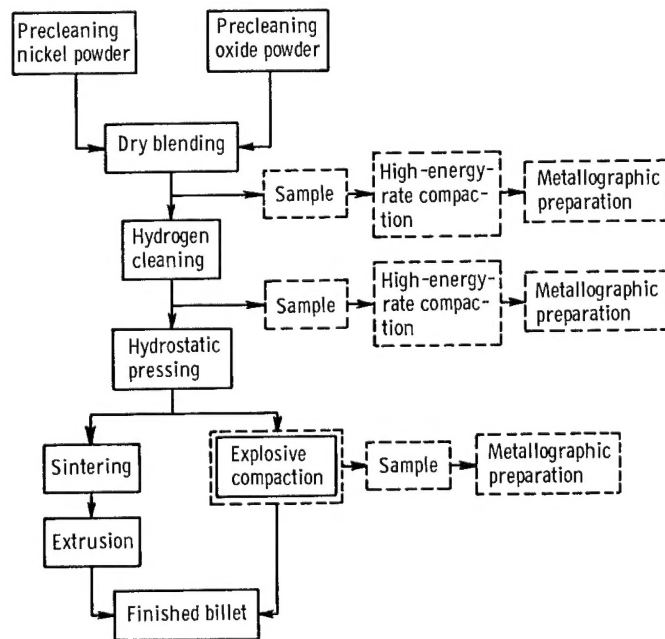 Precleaning
nickel powder
Precleaning
oxide powder
Dry blending
Sample
High-energy-
rate compac-
tion
Metallographic
preparation
Hydrogen
cleaning
Sample
High-energy-
rate compac-
tion
Metallographic
preparation
Hydrostatic
pressing
Sintering
Explosive
compaction
Sample
Metallographic
preparation
Extrusion
Finished billet